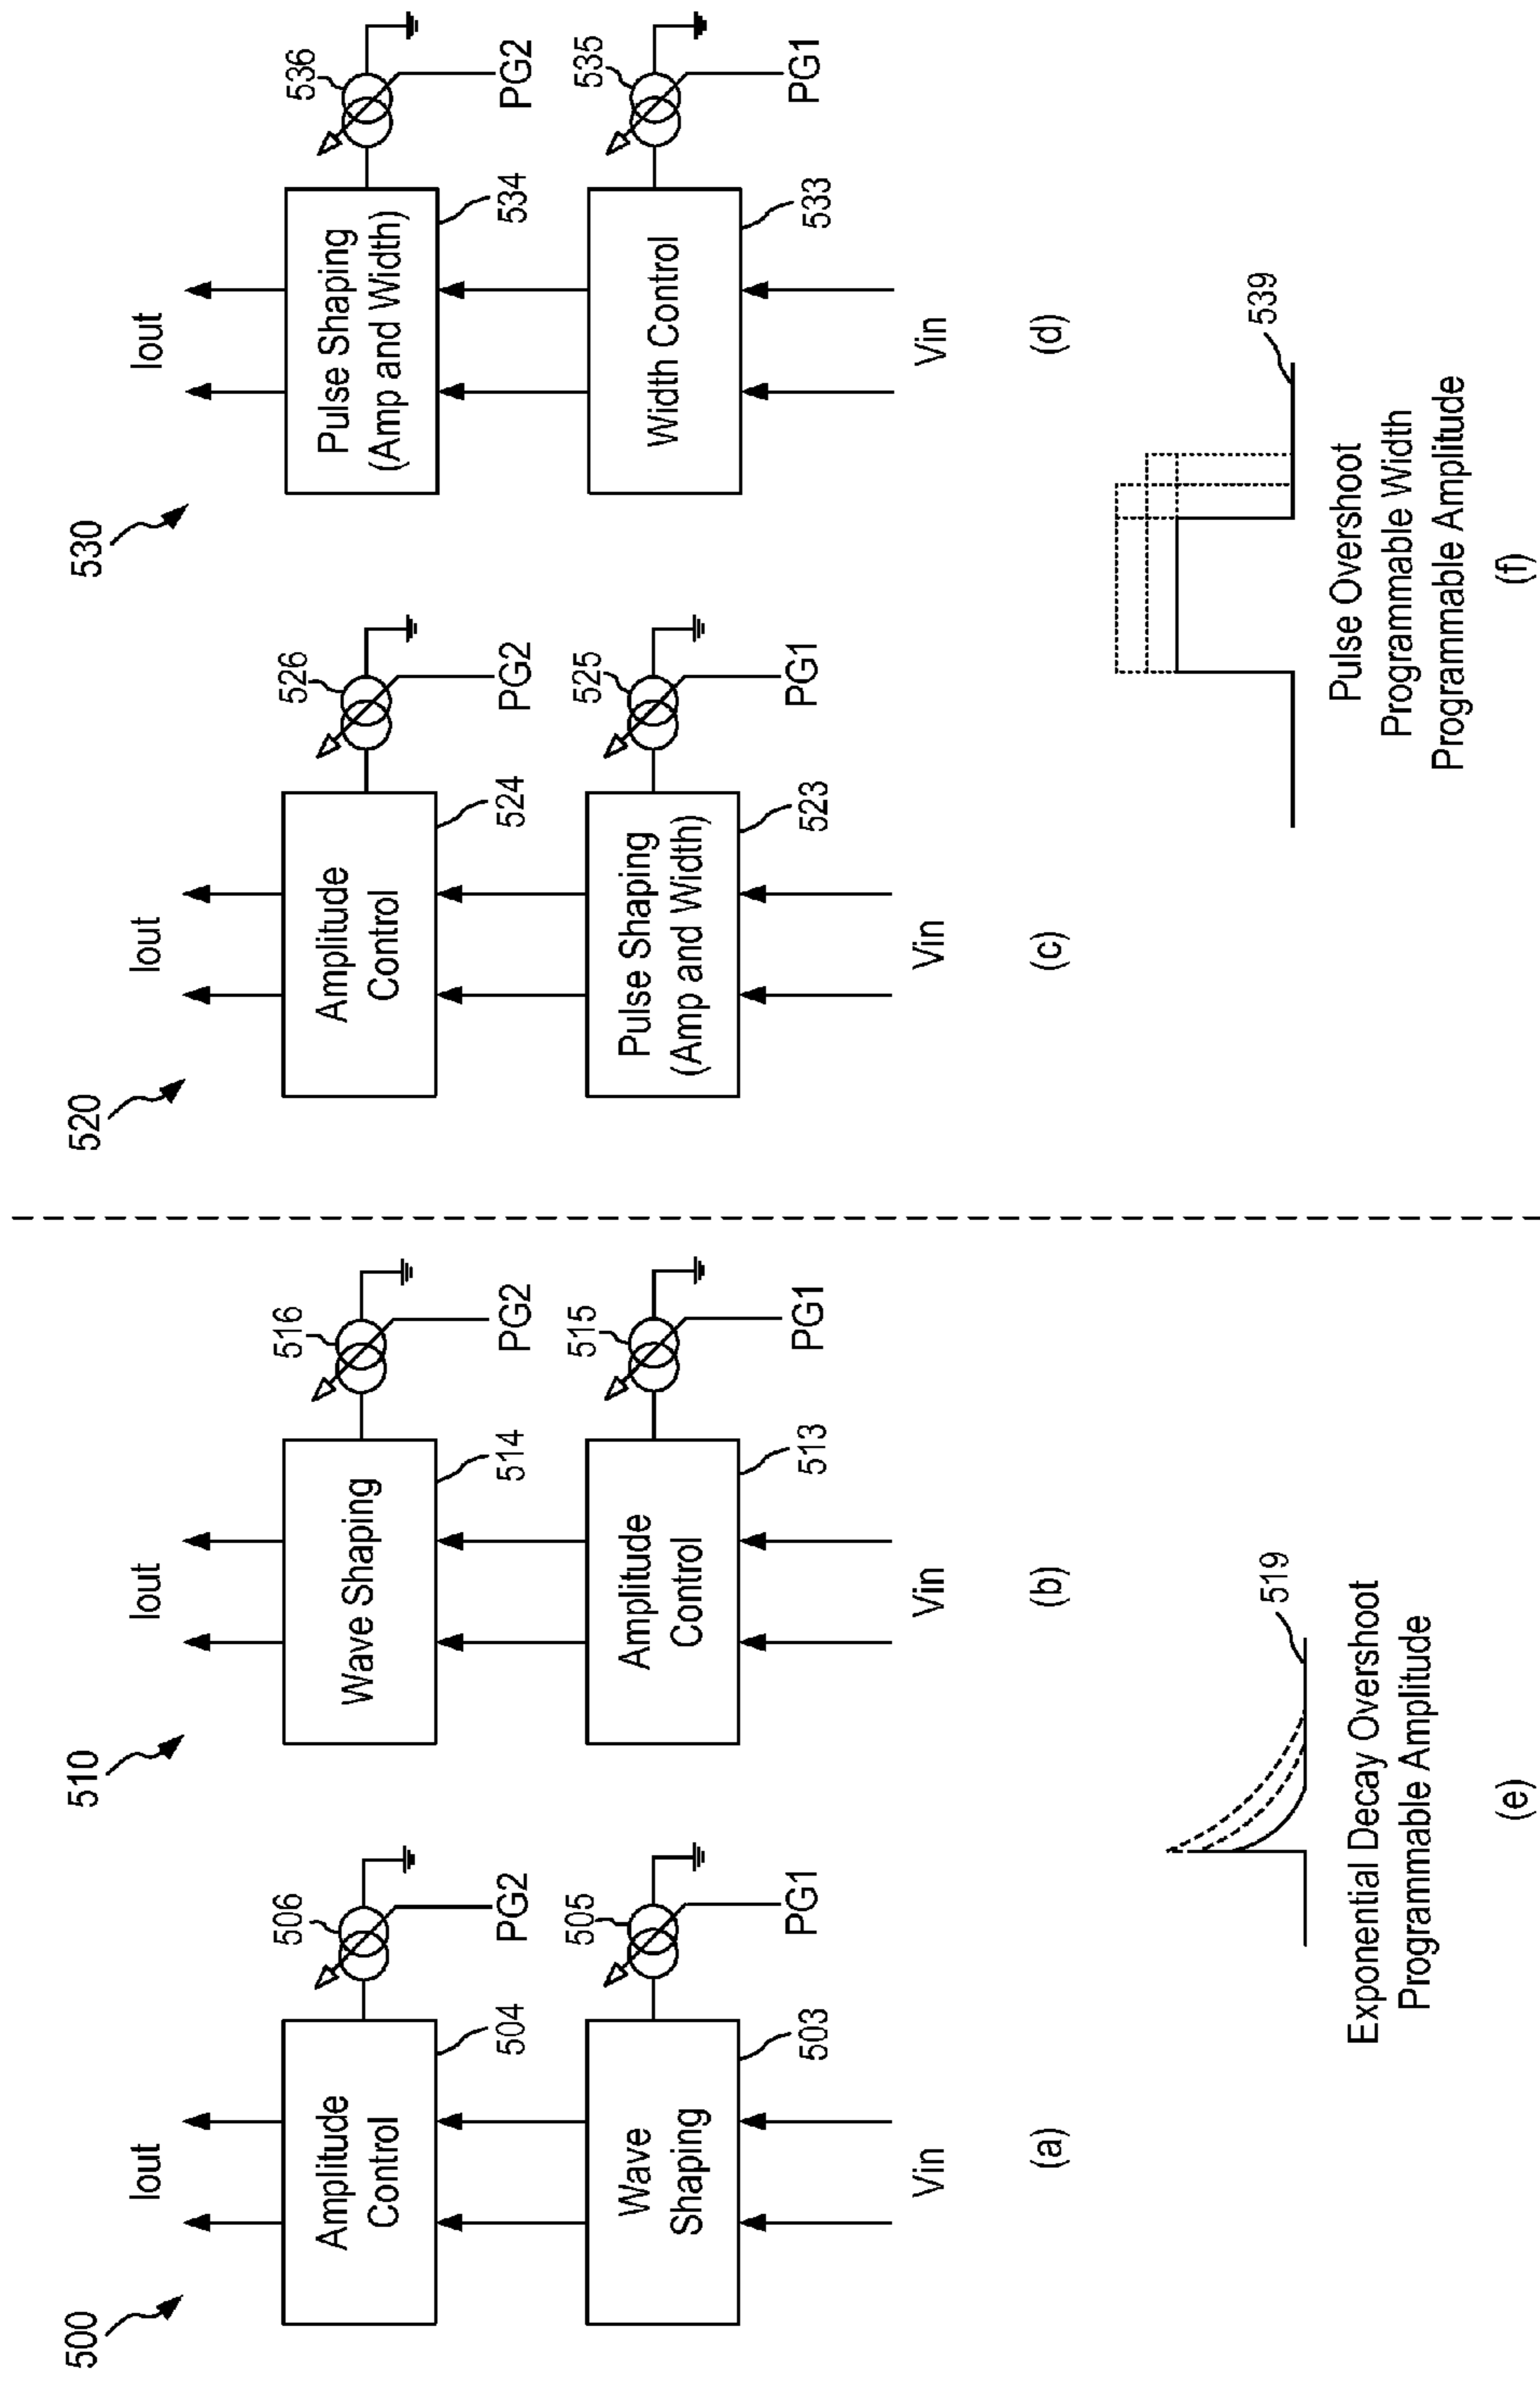 500
Iout
Amplitude
Control
504
506
PG2
Wave
Shaping
503
505
PG1
Vin
(a)
510
Iout
Wave Shaping
514
516
PG2
Amplitude
Control
513
515
PG1
Vin
(b)
519
Exponential Decay Overshoot
Programmable Amplitude
(e)
520
Iout
Amplitude
Control
524
526
PG2
Pulse Shaping
(Amp and Width)
523
525
PG1
Vin
(c)
530
Iout
Pulse Shaping
(Amp and Width)
534
536
PG2
Width Control
533
535
PG1
Vin
(d)
539
Pulse Overshoot
Programmable Width
Programmable Amplitude
(f)